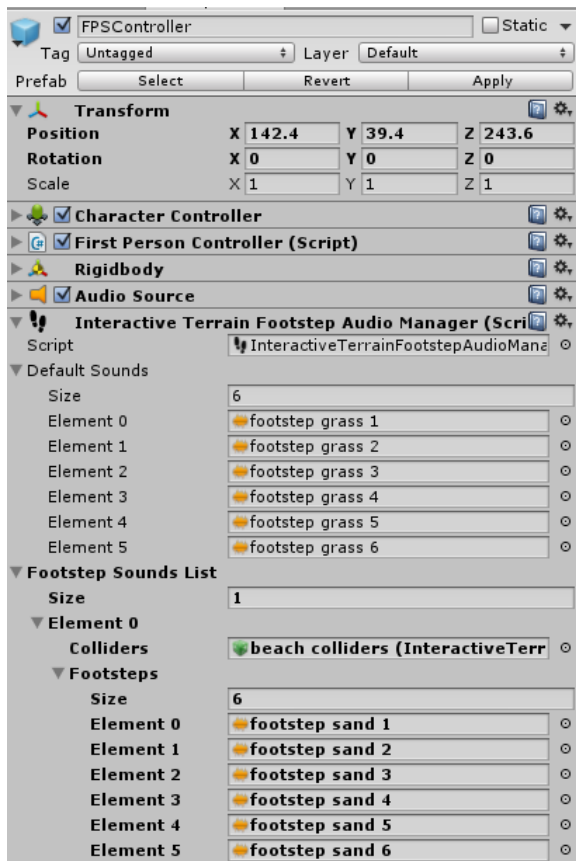 FPSController Static
Tag Untagged Layer Default
Prefab Select Revert Apply
Transform
Position X 142.4 Y 39.4 Z 243.6
Rotation X 0 Y 0 Z 0
Scale X 1 Y 1 Z 1
Character Controller
First Person Controller (Script)
Rigidbody
Audio Source
Interactive Terrain Footstep Audio Manager (Scri
Script InteractiveTerrainFootstepAudioMana
Default Sounds
Size 6
Element 0 footstep grass 1
Element 1 footstep grass 2
Element 2 footstep grass 3
Element 3 footstep grass 4
Element 4 footstep grass 5
Element 5 footstep grass 6
Footstep Sounds List
Size 1
Element 0
Colliders beach colliders (InteractiveTerr
Footsteps
Size 6
Element 0 footstep sand 1
Element 1 footstep sand 2
Element 2 footstep sand 3
Element 3 footstep sand 4
Element 4 footstep sand 5
Element 5 footstep sand 6